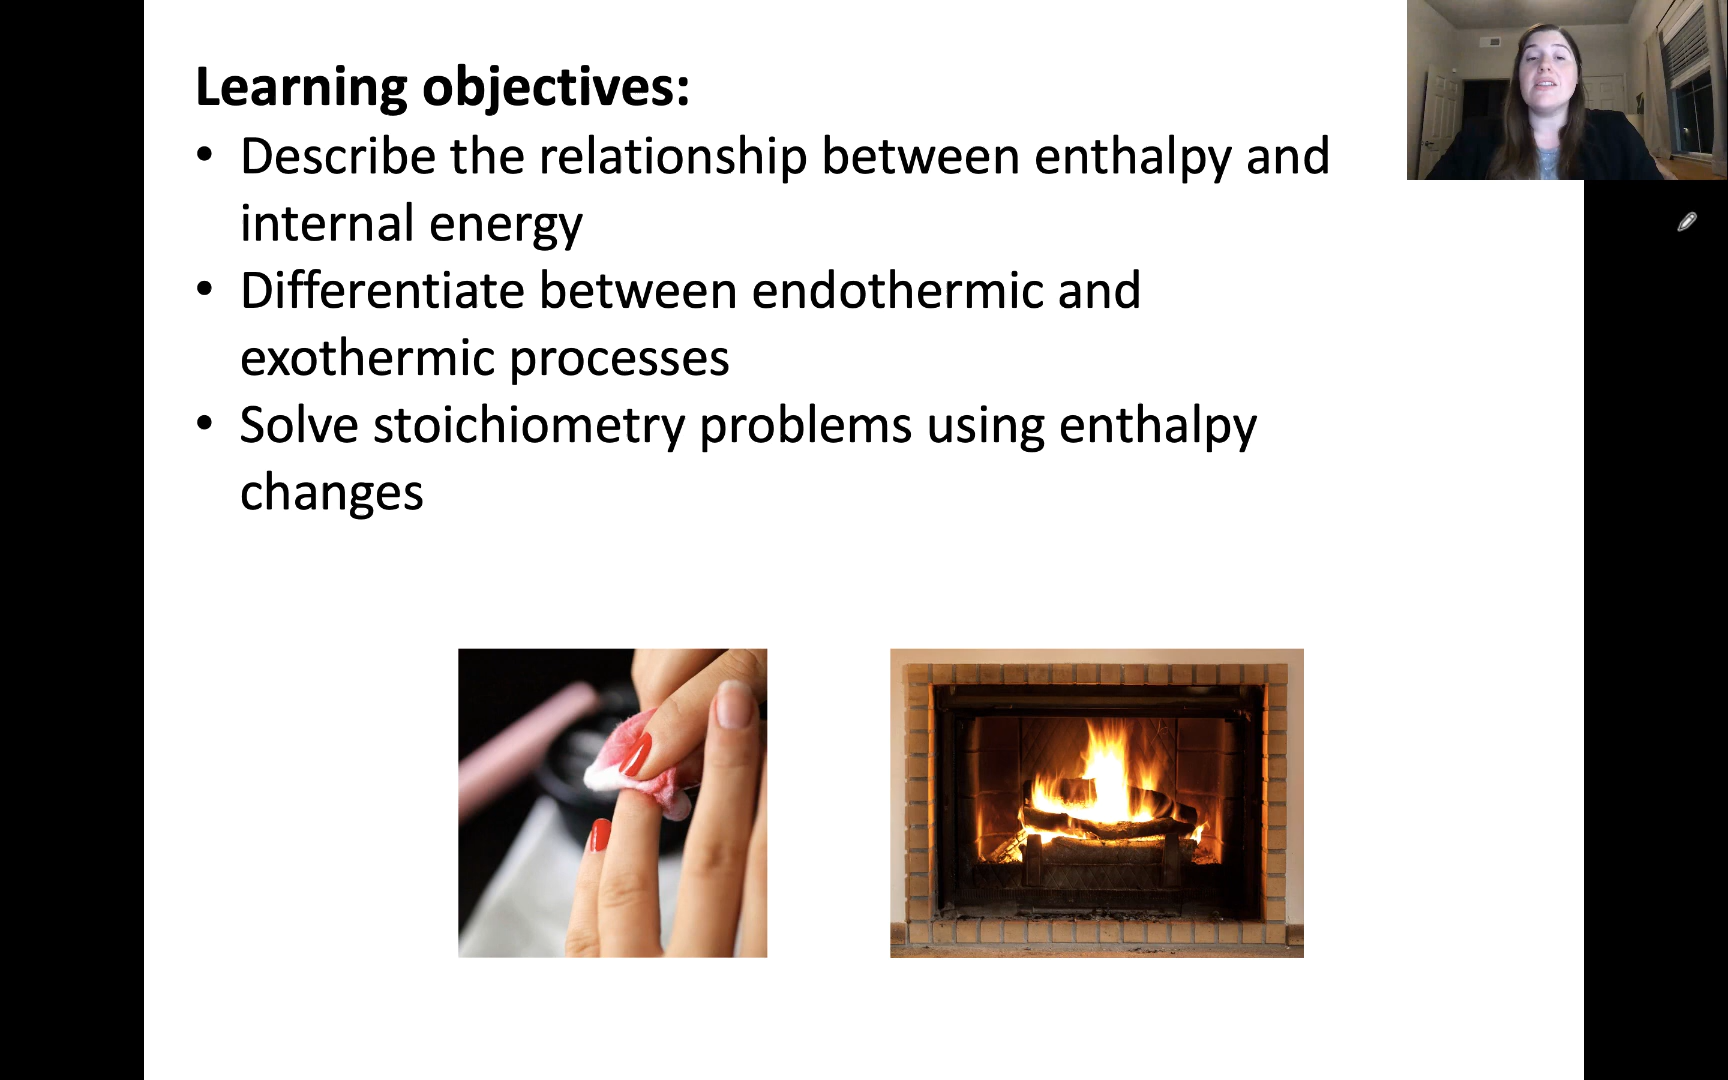 Learning objectives:
• Describe the relationship between enthalpy and
internal energy
• Differentiate between endothermic and
exothermic processes
• Solve stoichiometry problems using enthalpy
changes